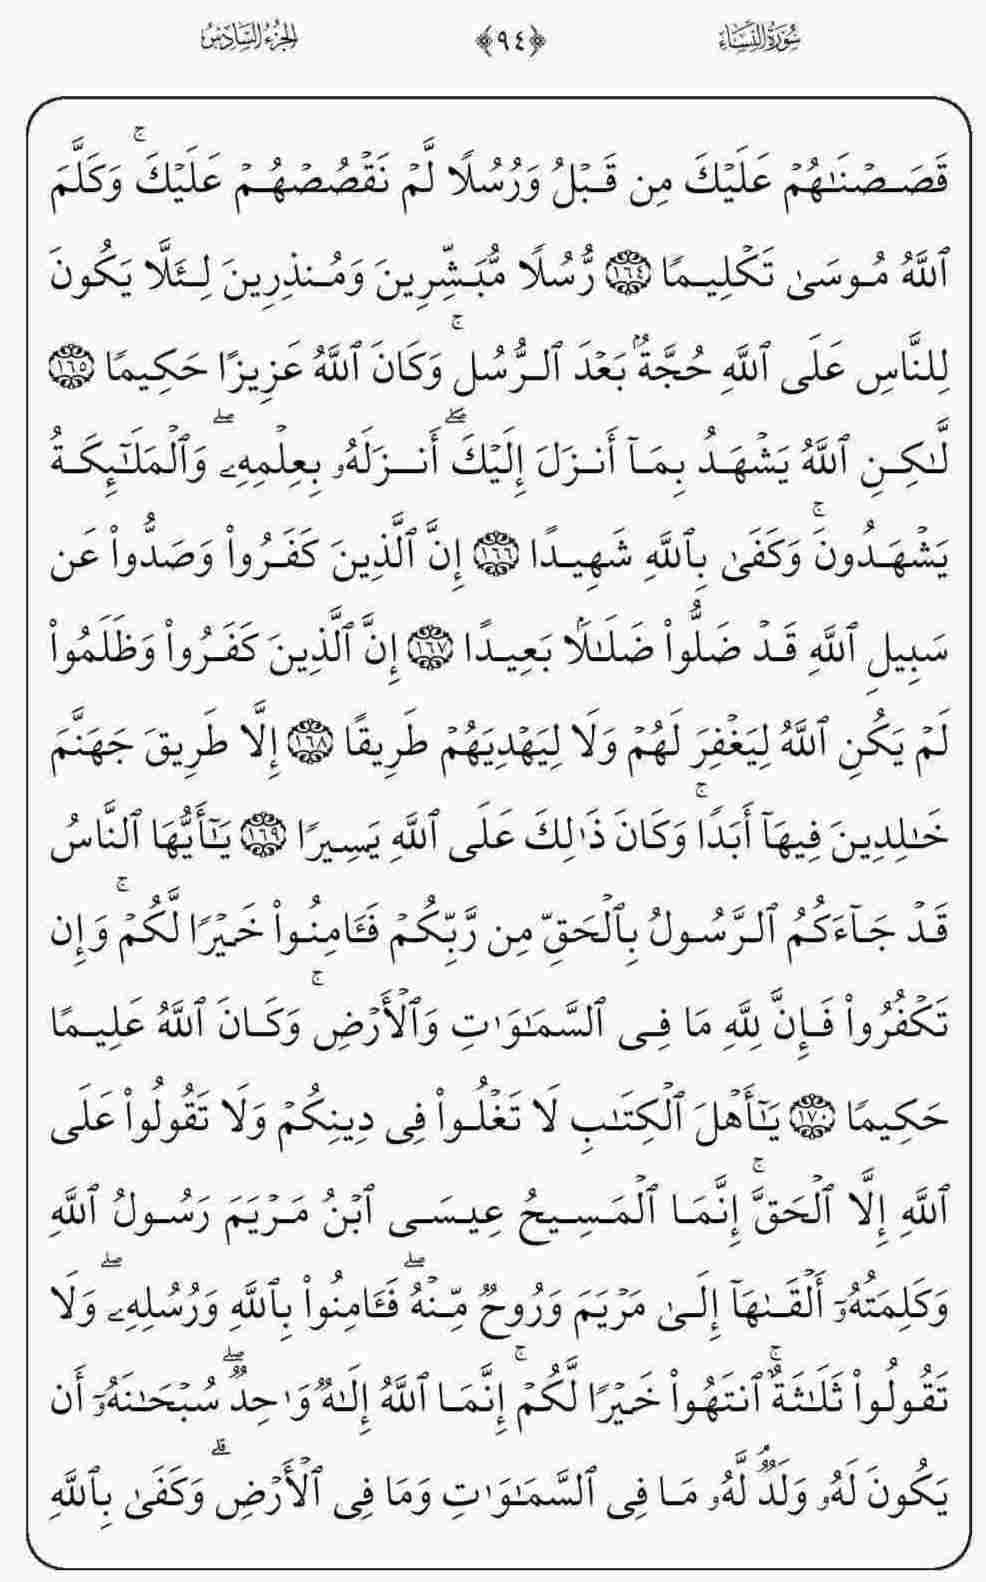 سُورَةُ النِّسَاءِ ﴿٩٤﴾ الجُزْءُ السَّادِسُ
قَصَصْنَٰهُمْ عَلَيْكَ مِن قَبْلُ وَرُسُلًا لَّمْ نَقْصُصْهُمْ عَلَيْكَ ۚ وَكَلَّمَ
ٱللَّهُ مُوسَىٰ تَكْلِيمًا ١٦٤ رُّسُلًا مُّبَشِّرِينَ وَمُنذِرِينَ لِئَلَّا يَكُونَ
لِلنَّاسِ عَلَى ٱللَّهِ حُجَّةٌۢ بَعْدَ ٱلرُّسُلِ ۚ وَكَانَ ٱللَّهُ عَزِيزًا حَكِيمًا ١٦٥
لَّٰكِنِ ٱللَّهُ يَشْهَدُ بِمَآ أَنزَلَ إِلَيْكَ ۖ أَنزَلَهُۥ بِعِلْمِهِۦ ۖ وَٱلْمَلَٰٓئِكَةُ
يَشْهَدُونَ ۚ وَكَفَىٰ بِٱللَّهِ شَهِيدًا ١٦٦ إِنَّ ٱلَّذِينَ كَفَرُوا۟ وَصَدُّوا۟ عَن
سَبِيلِ ٱللَّهِ قَدْ ضَلُّوا۟ ضَلَٰلًۢا بَعِيدًا ١٦٧ إِنَّ ٱلَّذِينَ كَفَرُوا۟ وَظَلَمُوا۟
لَمْ يَكُنِ ٱللَّهُ لِيَغْفِرَ لَهُمْ وَلَا لِيَهْدِيَهُمْ طَرِيقًا ١٦٨ إِلَّا طَرِيقَ جَهَنَّمَ
خَٰلِدِينَ فِيهَآ أَبَدًا ۚ وَكَانَ ذَٰلِكَ عَلَى ٱللَّهِ يَسِيرًا ١٦٩ يَٰٓأَيُّهَا ٱلنَّاسُ
قَدْ جَآءَكُمُ ٱلرَّسُولُ بِٱلْحَقِّ مِن رَّبِّكُمْ فَـَٔامِنُوا۟ خَيْرًا لَّكُمْ ۚ وَإِن
تَكْفُرُوا۟ فَإِنَّ لِلَّهِ مَا فِى ٱلسَّمَٰوَٰتِ وَٱلْأَرْضِ ۚ وَكَانَ ٱللَّهُ عَلِيمًا
حَكِيمًا ١٧٠ يَٰٓأَهْلَ ٱلْكِتَٰبِ لَا تَغْلُوا۟ فِى دِينِكُمْ وَلَا تَقُولُوا۟ عَلَى
ٱللَّهِ إِلَّا ٱلْحَقَّ ۚ إِنَّمَا ٱلْمَسِيحُ عِيسَى ٱبْنُ مَرْيَمَ رَسُولُ ٱللَّهِ
وَكَلِمَتُهُۥٓ أَلْقَىٰهَآ إِلَىٰ مَرْيَمَ وَرُوحٌ مِّنْهُ ۖ فَـَٔامِنُوا۟ بِٱللَّهِ وَرُسُلِهِۦ ۖ وَلَا
تَقُولُوا۟ ثَلَٰثَةٌ ۚ ٱنتَهُوا۟ خَيْرًا لَّكُمْ ۚ إِنَّمَا ٱللَّهُ إِلَٰهٌ وَٰحِدٌ ۖ سُبْحَٰنَهُۥٓ أَن
يَكُونَ لَهُۥ وَلَدٌ ۘ لَّهُۥ مَا فِى ٱلسَّمَٰوَٰتِ وَمَا فِى ٱلْأَرْضِ ۗ وَكَفَىٰ بِٱللَّهِ